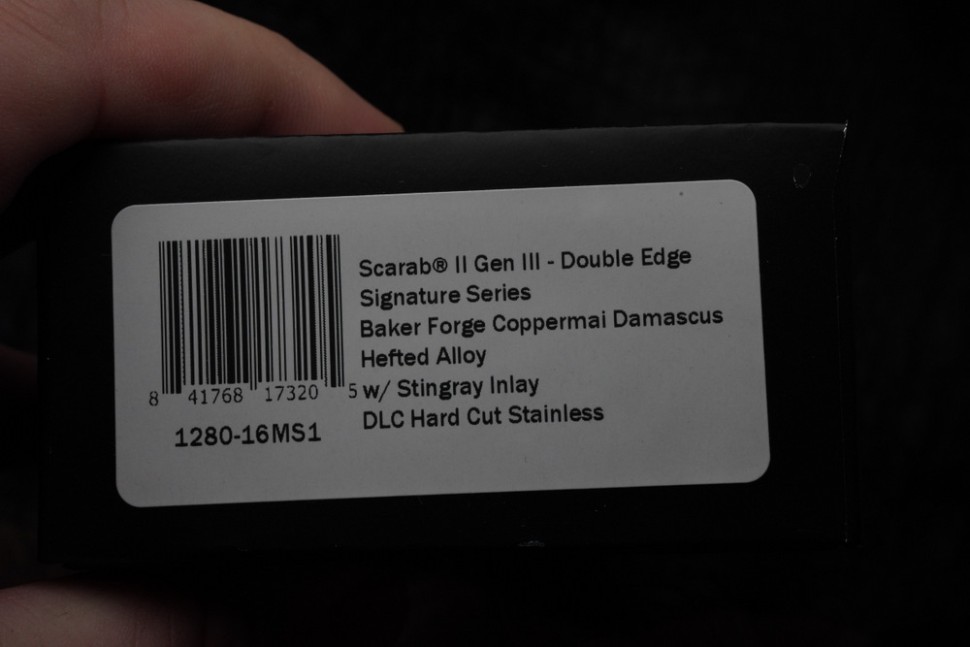 Scarab® II Gen III - Double Edge
Signature Series
Baker Forge Coppermai Damascus
Hefted Alloy
w/ Stingray Inlay
DLC Hard Cut Stainless
8 41768 17320 5
1280-16MS1